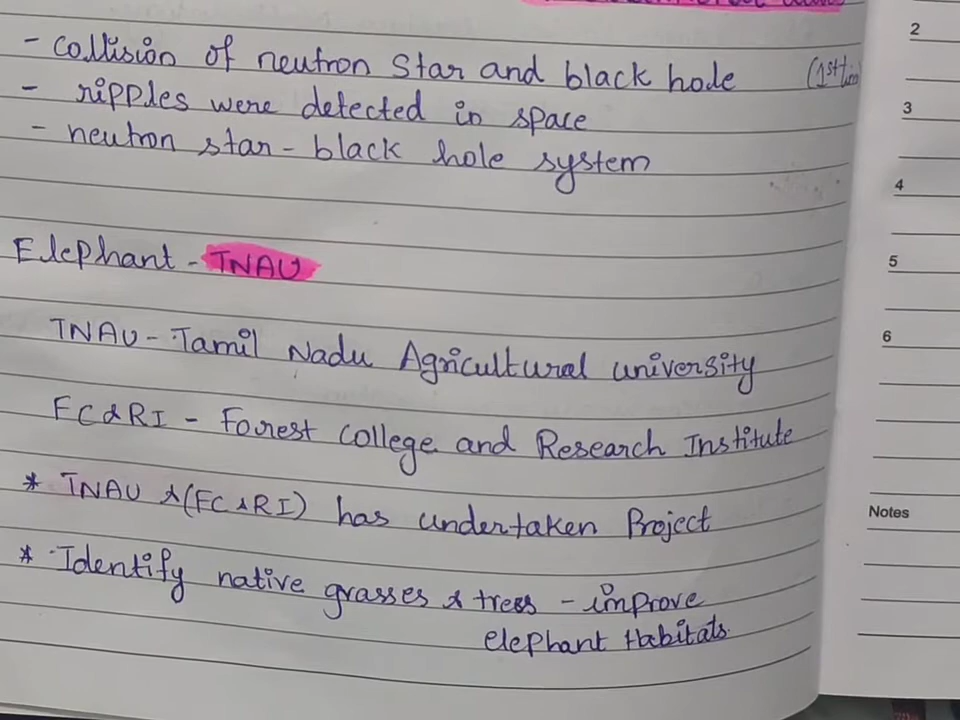 - Collision of neutron Star and black hole (1st
- ripples were detected in space
- neutron star - black hole system
Elephant - TNAU
TNAU - Tamil Nadu Agricultural university
FC&RI - Forest College and Research Institute
* TNAU &(FC&RI) has undertaken Project
* Identify native grasses & trees - improve
elephant Habitats.
2
3
4
5
6
Notes